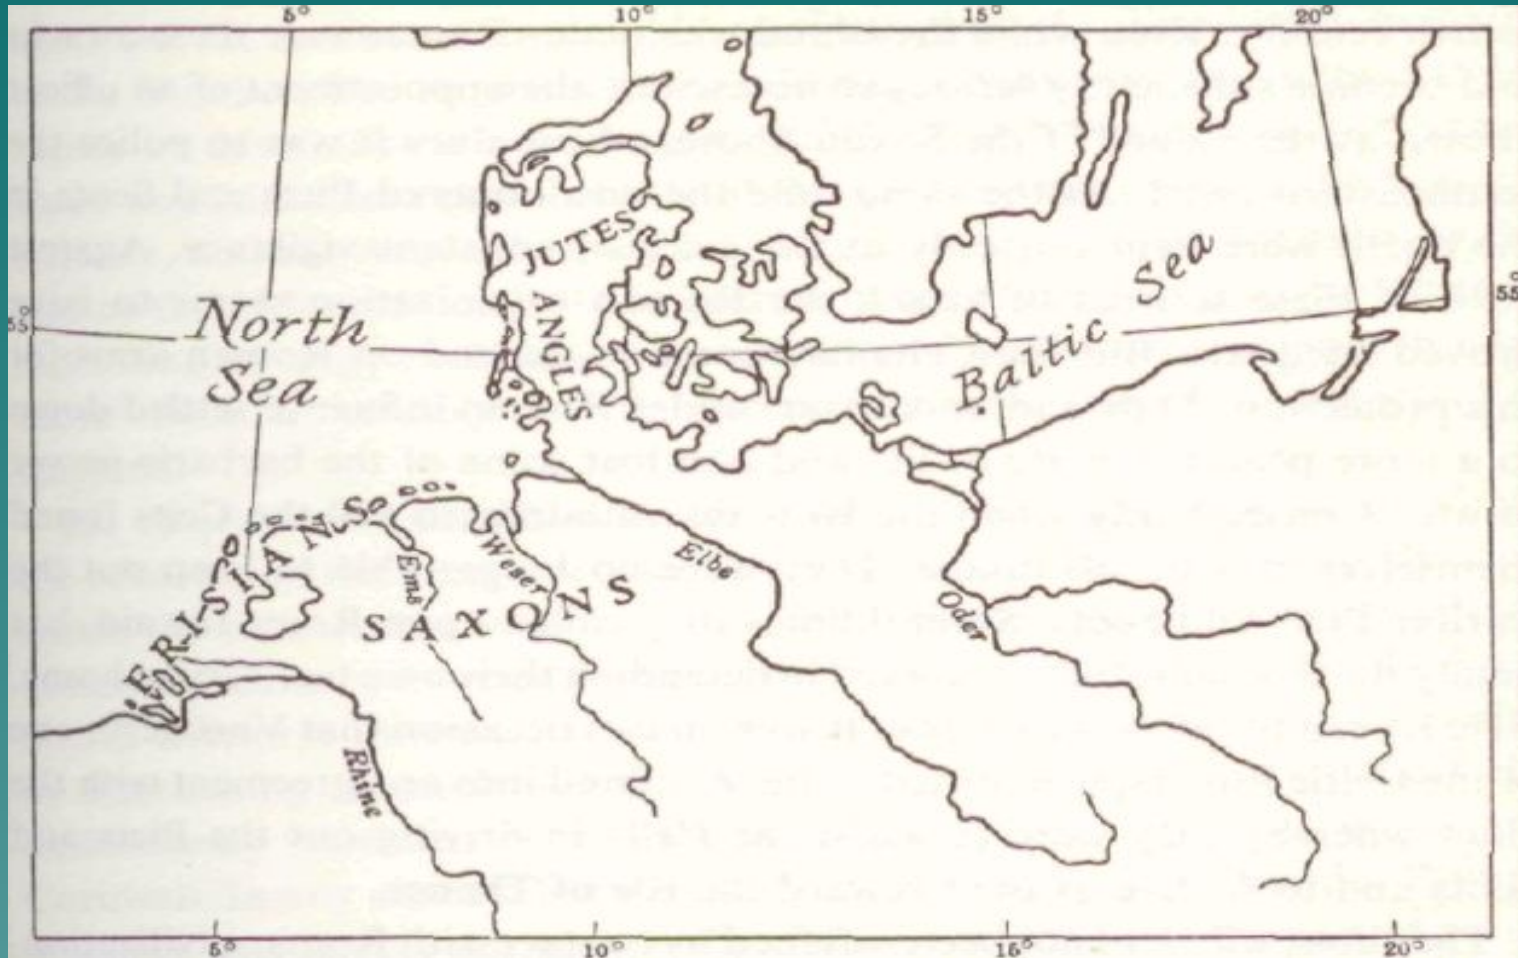 5°
10°
15°
20°
JUTES
Sea
55°
55
North
ANGLES
Baltic
Sea
FRISIANS
Ems
Weser
Elbe
SAXONS
Oder
Rhine
5°
10°
15°
20°